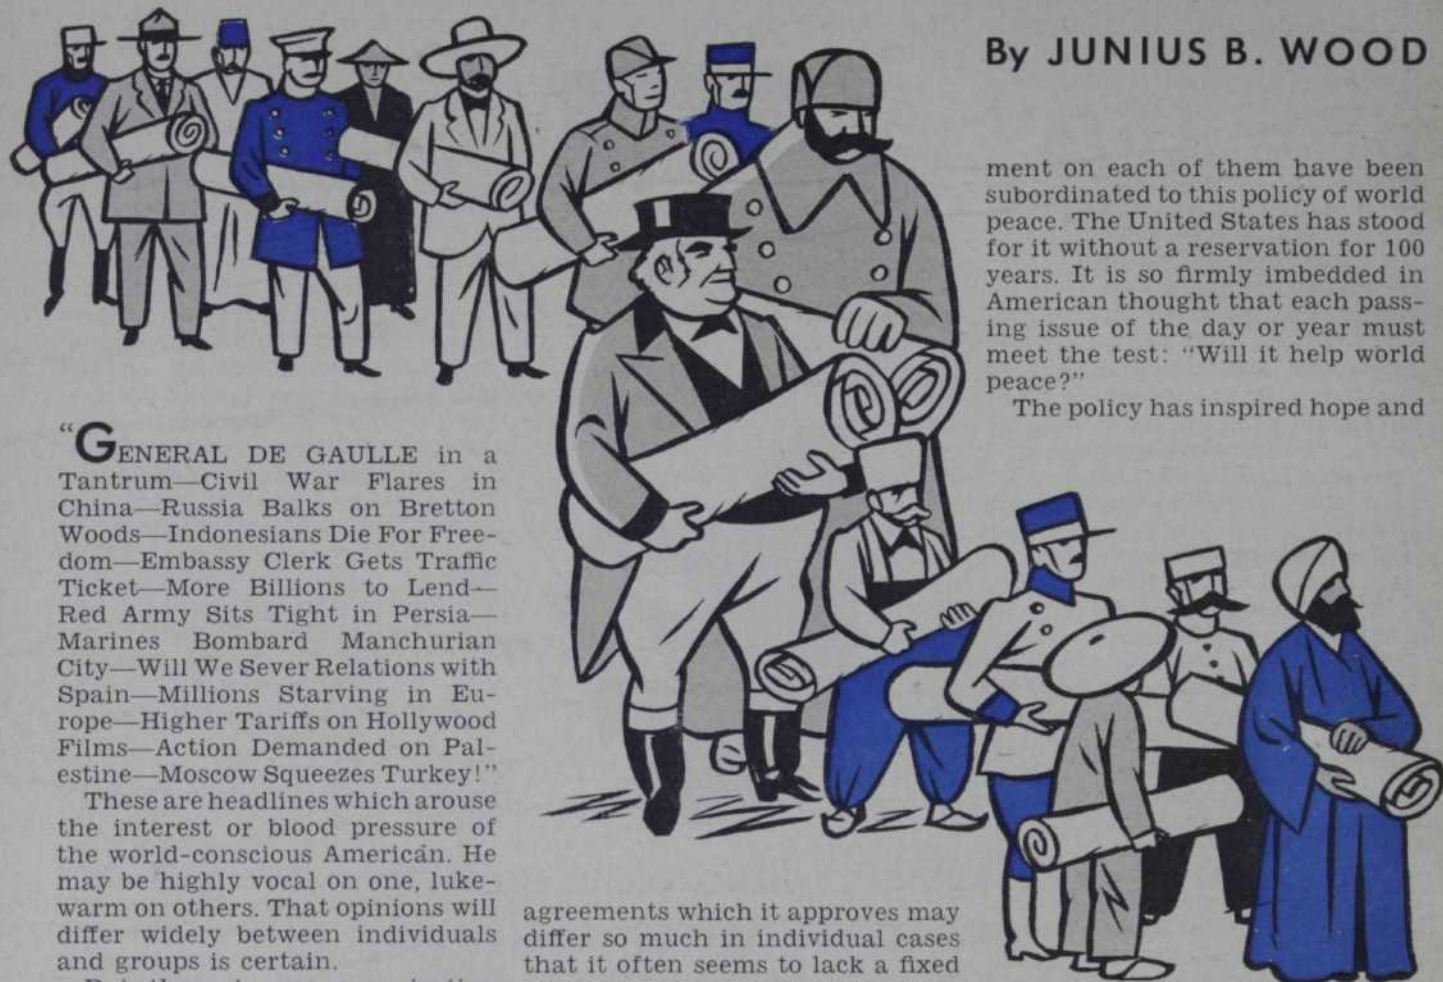 By JUNIUS B. WOOD
"GENERAL DE GAULLE in a
Tantrum—Civil War Flares in
China—Russia Balks on Bretton
Woods—Indonesians Die For Free-
dom—Embassy Clerk Gets Traffic
Ticket—More Billions to Lend—
Red Army Sits Tight in Persia—
Marines Bombard Manchurian
City—Will We Sever Relations with
Spain—Millions Starving in Eu-
rope—Higher Tariffs on Hollywood
Films—Action Demanded on Pal-
estine—Moscow Squeezes Turkey!"
These are headlines which arouse
the interest or blood pressure of
the world-conscious American. He
may be highly vocal on one, luke-
warm on others. That opinions will
differ widely between individuals
and groups is certain.
agreements which it approves may
differ so much in individual cases
that it often seems to lack a fixed
ment on each of them have been
subordinated to this policy of world
peace. The United States has stood
for it without a reservation for 100
years. It is so firmly imbedded in
American thought that each pass-
ing issue of the day or year must
meet the test: "Will it help world
peace?"
The policy has inspired hope and